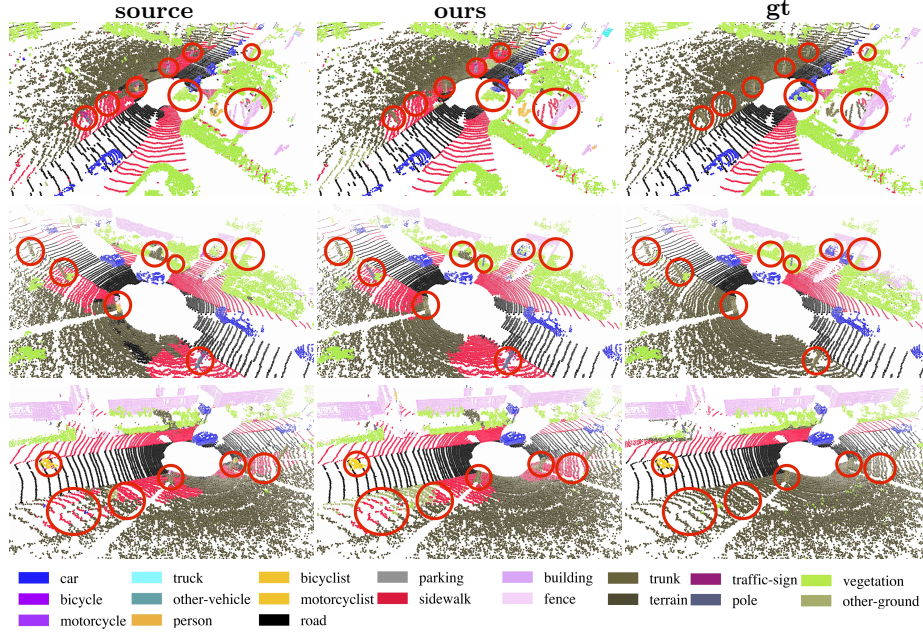 source ours gt
car truck bicyclist parking building trunk traffic-sign vegetation
bicycle other-vehicle motorcyclist sidewalk fence terrain pole other-ground
motorcycle person road